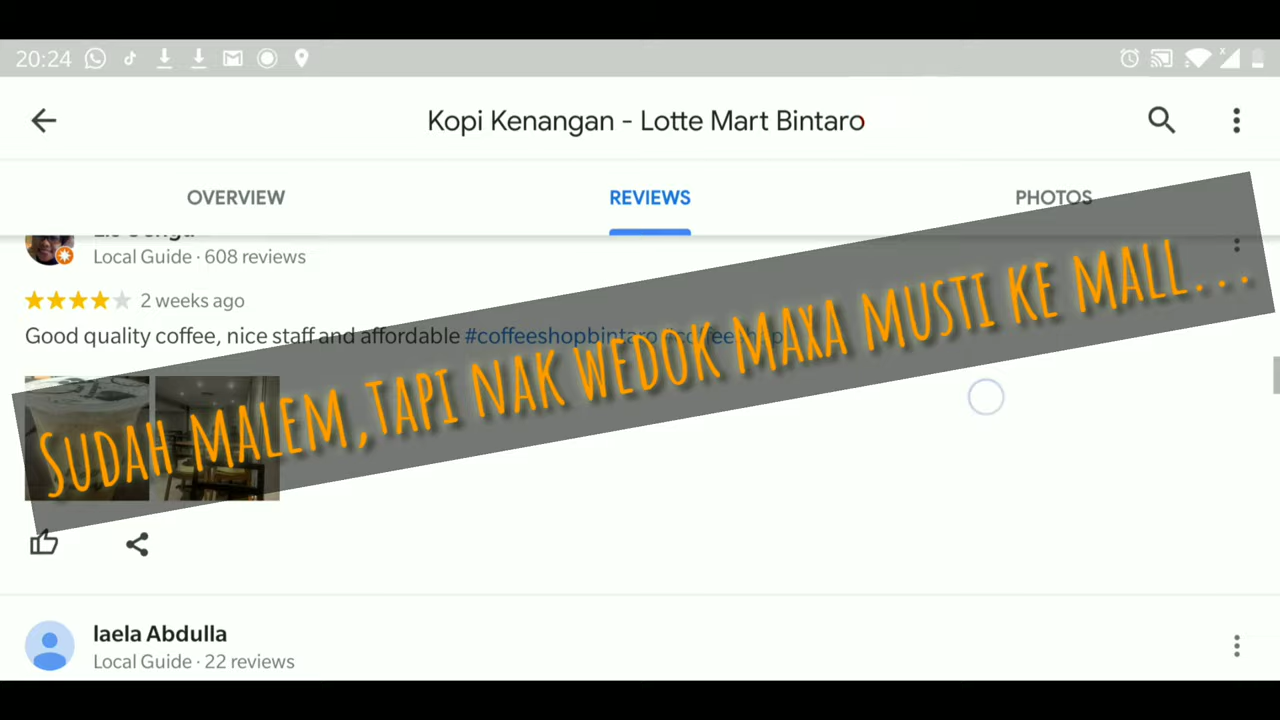 20:24
Kopi Kenangan - Lotte Mart Bintaro
OVERVIEW
REVIEWS
PHOTOS
Local Guide · 608 reviews
2 weeks ago
Good quality coffee, nice staff and affordable #coffeeshopbintaro #coffeeshop
SUDAH MALEM, TAPI NAK WEDOK MAXA MUSTI KE MALL...
laela Abdulla
Local Guide · 22 reviews